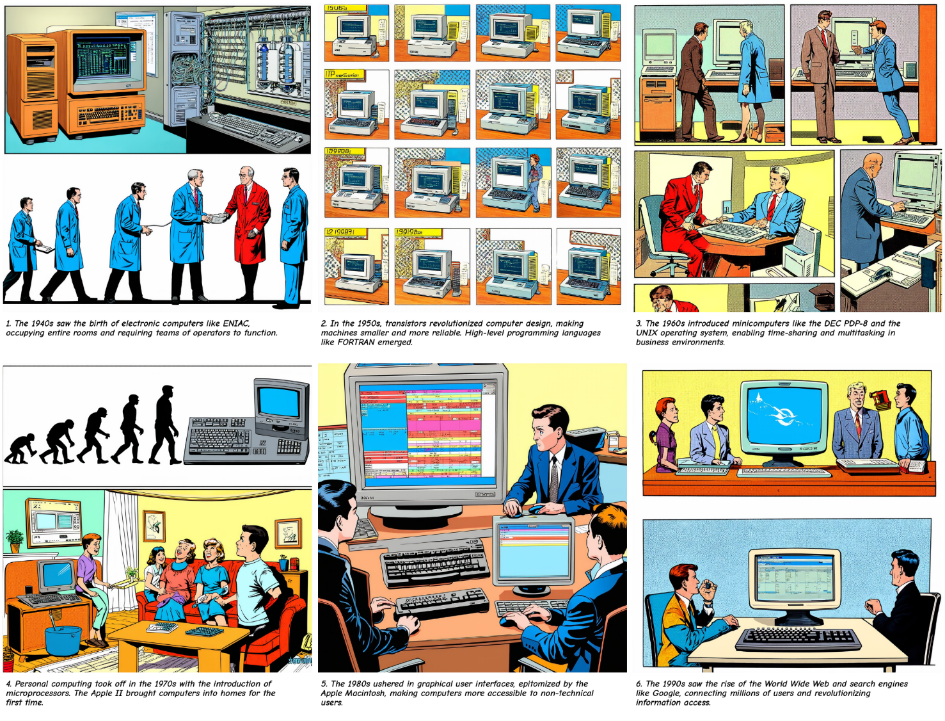 1. The 1940s saw the birth of electronic computers like ENIAC,
occupying entire rooms and requiring teams of operators to function.
2. In the 1950s, transistors revolutionized computer design, making
machines smaller and more reliable. High-level programming languages
like FORTRAN emerged.
3. The 1960s introduced minicomputers like the DEC PDP-8 and the
UNIX operating system, enabling time-sharing and multitasking in
business environments.
4. Personal computing took off in the 1970s with the introduction of
microprocessors. The Apple II brought computers into homes for the
first time.
5. The 1980s ushered in graphical user interfaces, epitomized by the
Apple Macintosh, making computers more accessible to non-technical
users.
6. The 1990s saw the rise of the World Wide Web and search engines
like Google, connecting millions of users and revolutionizing
information access.